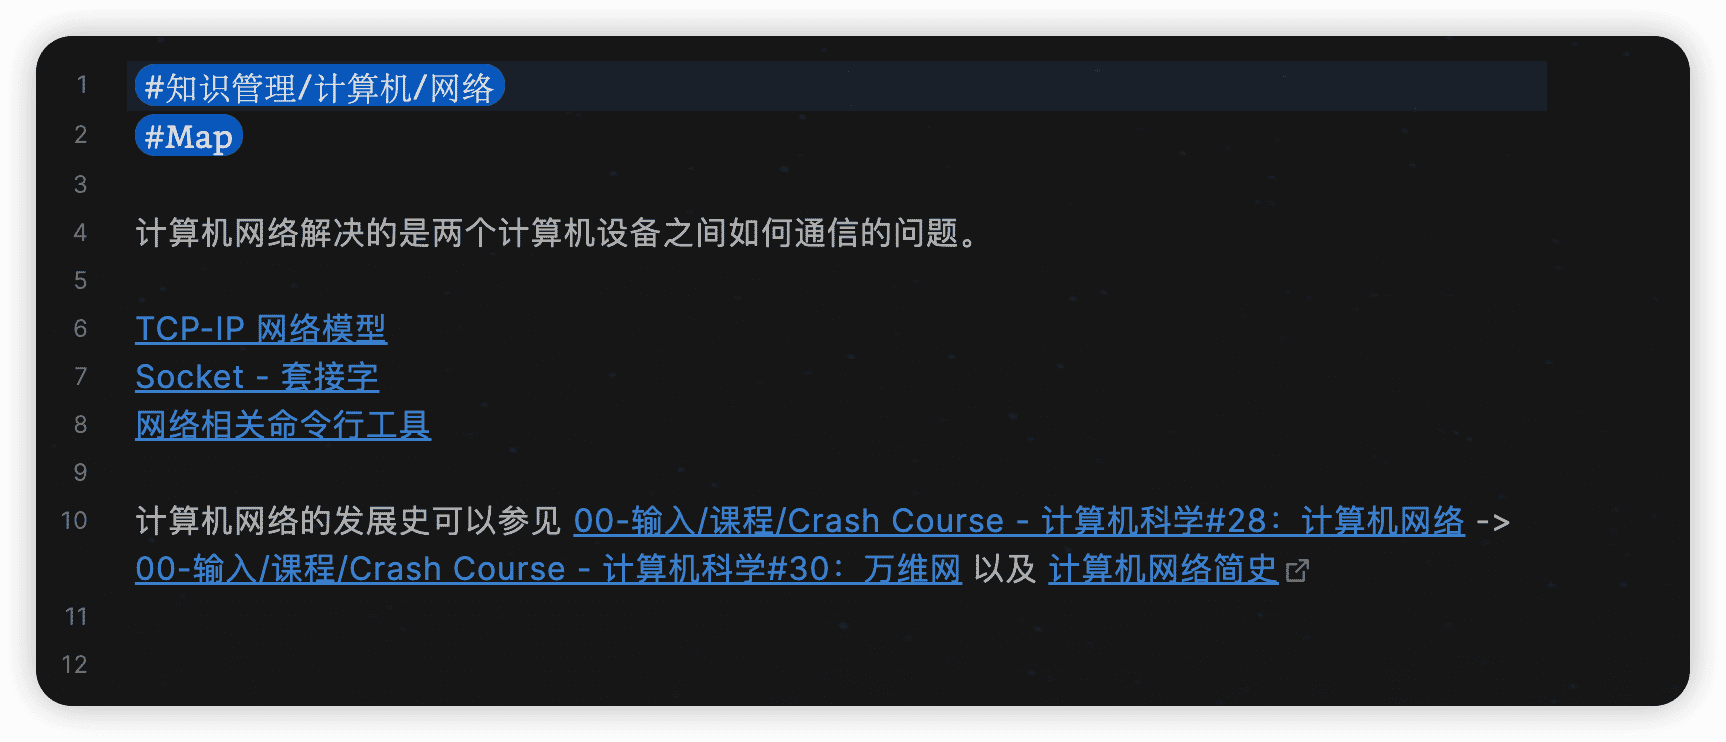 1 #知识管理/计算机/网络
2 #Map
3
4 计算机网络解决的是两个计算机设备之间如何通信的问题。
5
6 TCP-IP 网络模型
7 Socket - 套接字
8 网络相关命令行工具
9
10 计算机网络的发展史可以参见 00-输入/课程/Crash Course - 计算机科学#28：计算机网络 ->
00-输入/课程/Crash Course - 计算机科学#30：万维网 以及 计算机网络简史
11
12